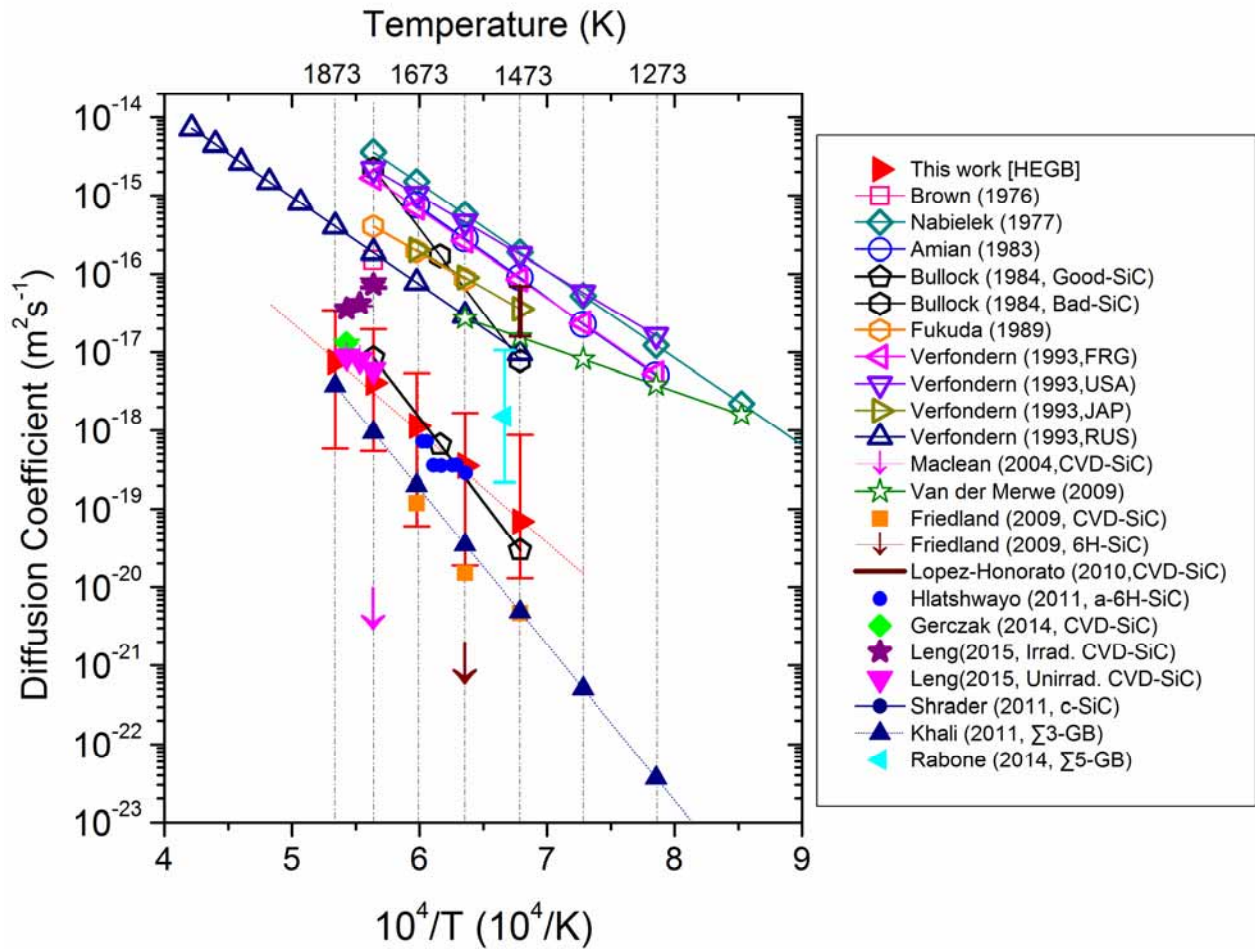 Temperature (K)
1873 1673 1473 1273
10⁻¹⁴
10⁻¹⁵
10⁻¹⁶
10⁻¹⁷
10⁻¹⁸
10⁻¹⁹
10⁻²⁰
10⁻²¹
10⁻²²
10⁻²³
Diffusion Coefficient (m²s⁻¹)
4 5 6 7 8 9
10⁴/T (10⁴/K)
This work [HEGB]
Brown (1976)
Nabielek (1977)
Amian (1983)
Bullock (1984, Good-SiC)
Bullock (1984, Bad-SiC)
Fukuda (1989)
Verfondern (1993,FRG)
Verfondern (1993,USA)
Verfondern (1993,JAP)
Verfondern (1993,RUS)
Maclean (2004,CVD-SiC)
Van der Merwe (2009)
Friedland (2009, CVD-SiC)
Friedland (2009, 6H-SiC)
Lopez-Honorato (2010,CVD-SiC)
Hlatshwayo (2011, a-6H-SiC)
Gerczak (2014, CVD-SiC)
Leng(2015, Irrad. CVD-SiC)
Leng(2015, Unirrad. CVD-SiC)
Shrader (2011, c-SiC)
Khali (2011, ∑3-GB)
Rabone (2014, ∑5-GB)